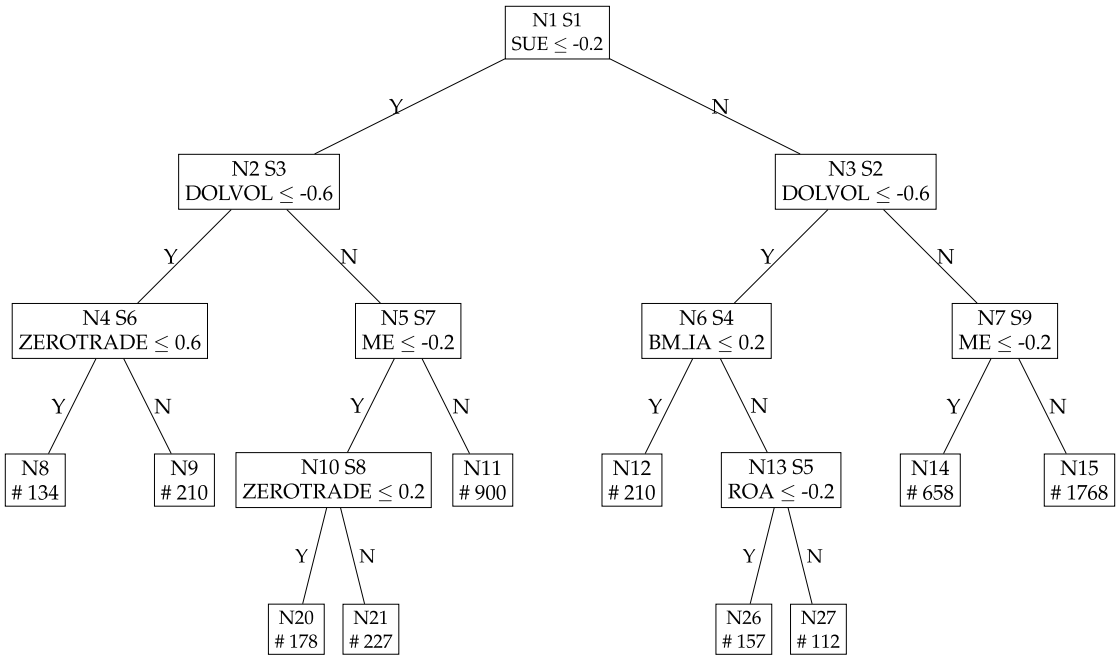 N1 S1
SUE ≤ -0.2
Y
N
N2 S3
DOLVOL ≤ -0.6
N3 S2
DOLVOL ≤ -0.6
Y
N
Y
N
N4 S6
ZEROTRADE ≤ 0.6
N5 S7
ME ≤ -0.2
N6 S4
BM_IA ≤ 0.2
N7 S9
ME ≤ -0.2
Y
N
Y
N
Y
N
Y
N
N8
# 134
N9
# 210
N10 S8
ZEROTRADE ≤ 0.2
N11
# 900
N12
# 210
N13 S5
ROA ≤ -0.2
N14
# 658
N15
# 1768
Y
N
Y
N
N20
# 178
N21
# 227
N26
# 157
N27
# 112